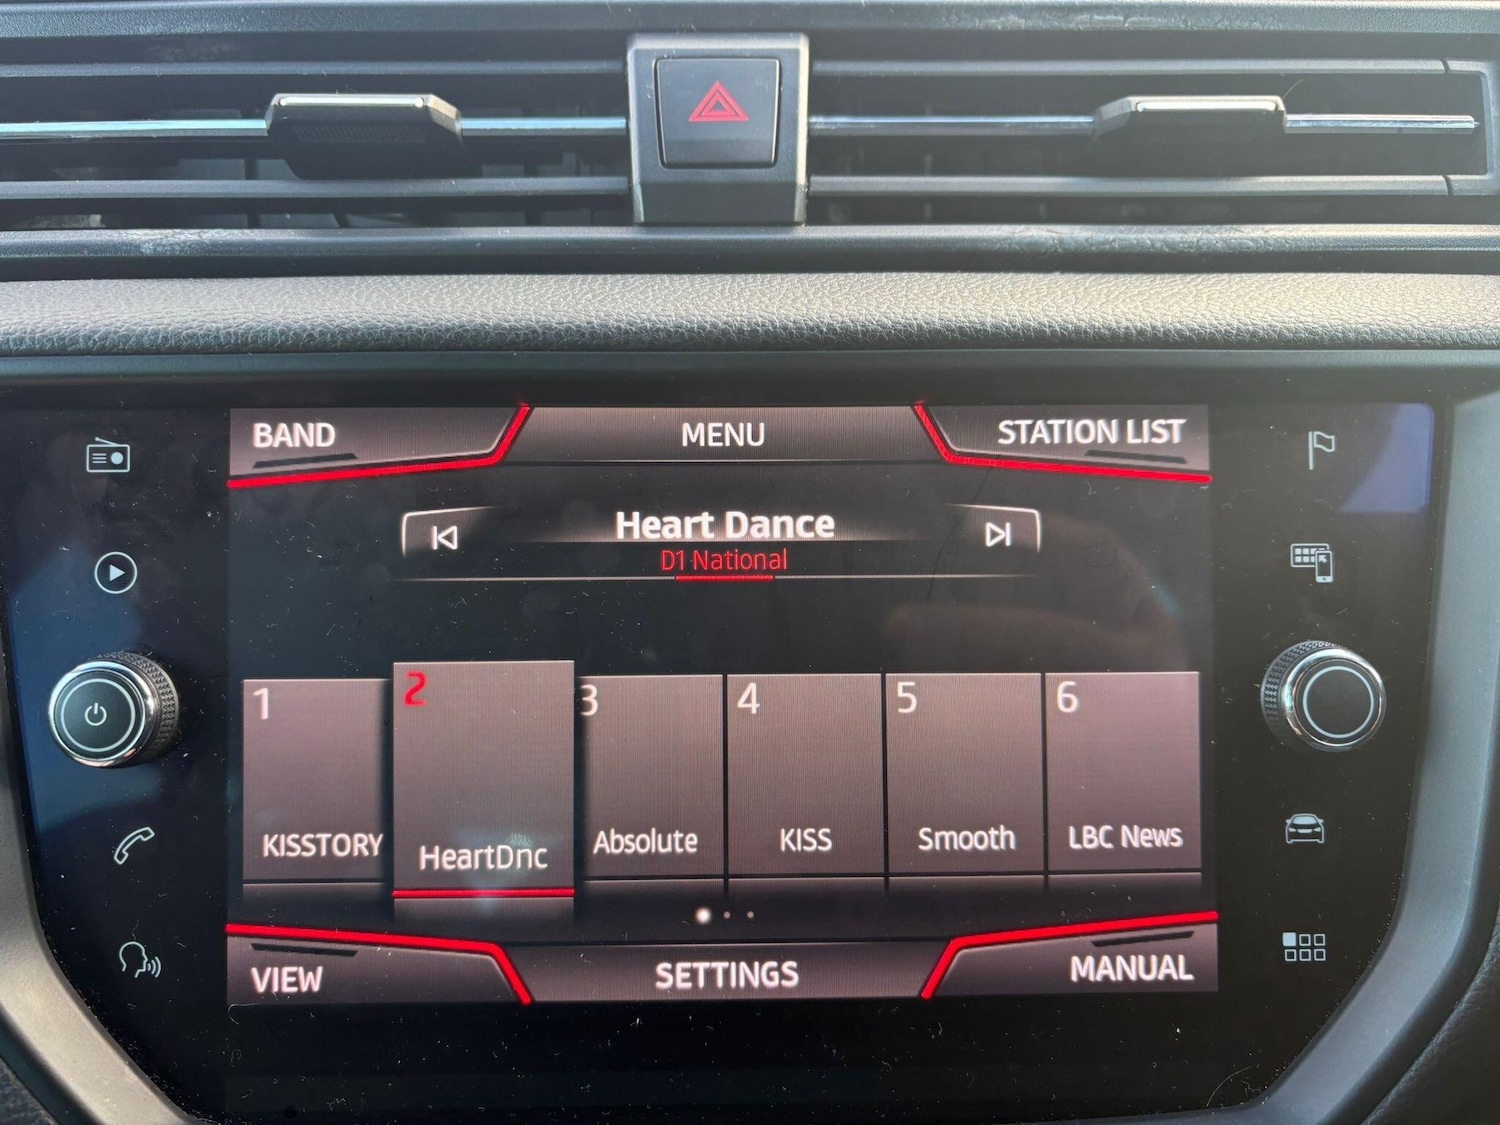 BAND
MENU
STATION LIST
Heart Dance
D1 National
1
2
3
4
5
6
KISSTORY
HeartDnc
Absolute
KISS
Smooth
LBC News
VIEW
SETTINGS
MANUAL